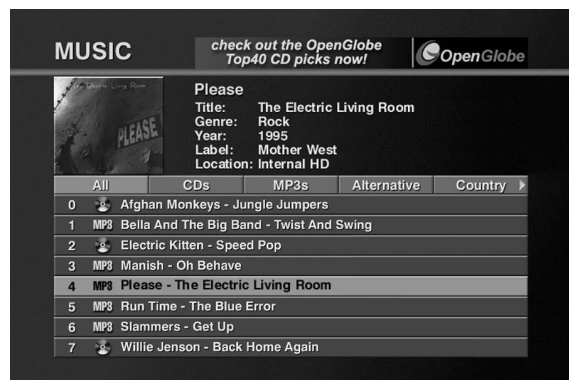 MUSIC
check out the OpenGlobe
Top40 CD picks now!
OpenGlobe
The Electric Living Room
PLEASE
Please
Title: The Electric Living Room
Genre: Rock
Year: 1995
Label: Mother West
Location: Internal HD
All CDs MP3s Alternative Country
0 Afghan Monkeys - Jungle Jumpers
1 MP3 Bella And The Big Band - Twist And Swing
2 Electric Kitten - Speed Pop
3 MP3 Manish - Oh Behave
4 MP3 Please - The Electric Living Room
5 MP3 Run Time - The Blue Error
6 MP3 Slammers - Get Up
7 Willie Jenson - Back Home Again